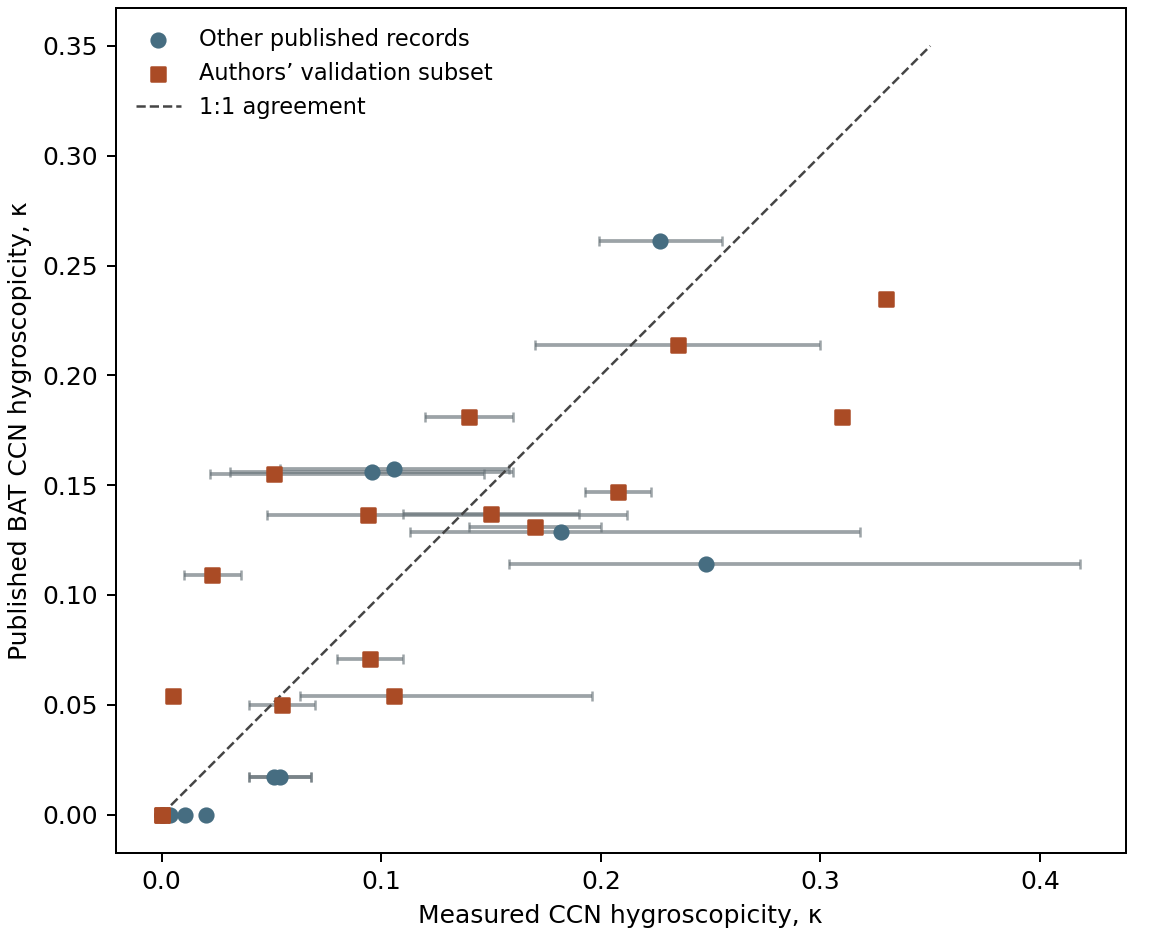 Other published records
Authors’ validation subset
1:1 agreement
0.35
0.30
0.25
0.20
0.15
0.10
0.05
0.00
Published BAT CCN hygroscopicity, κ
0.0 0.1 0.2 0.3 0.4
Measured CCN hygroscopicity, κ